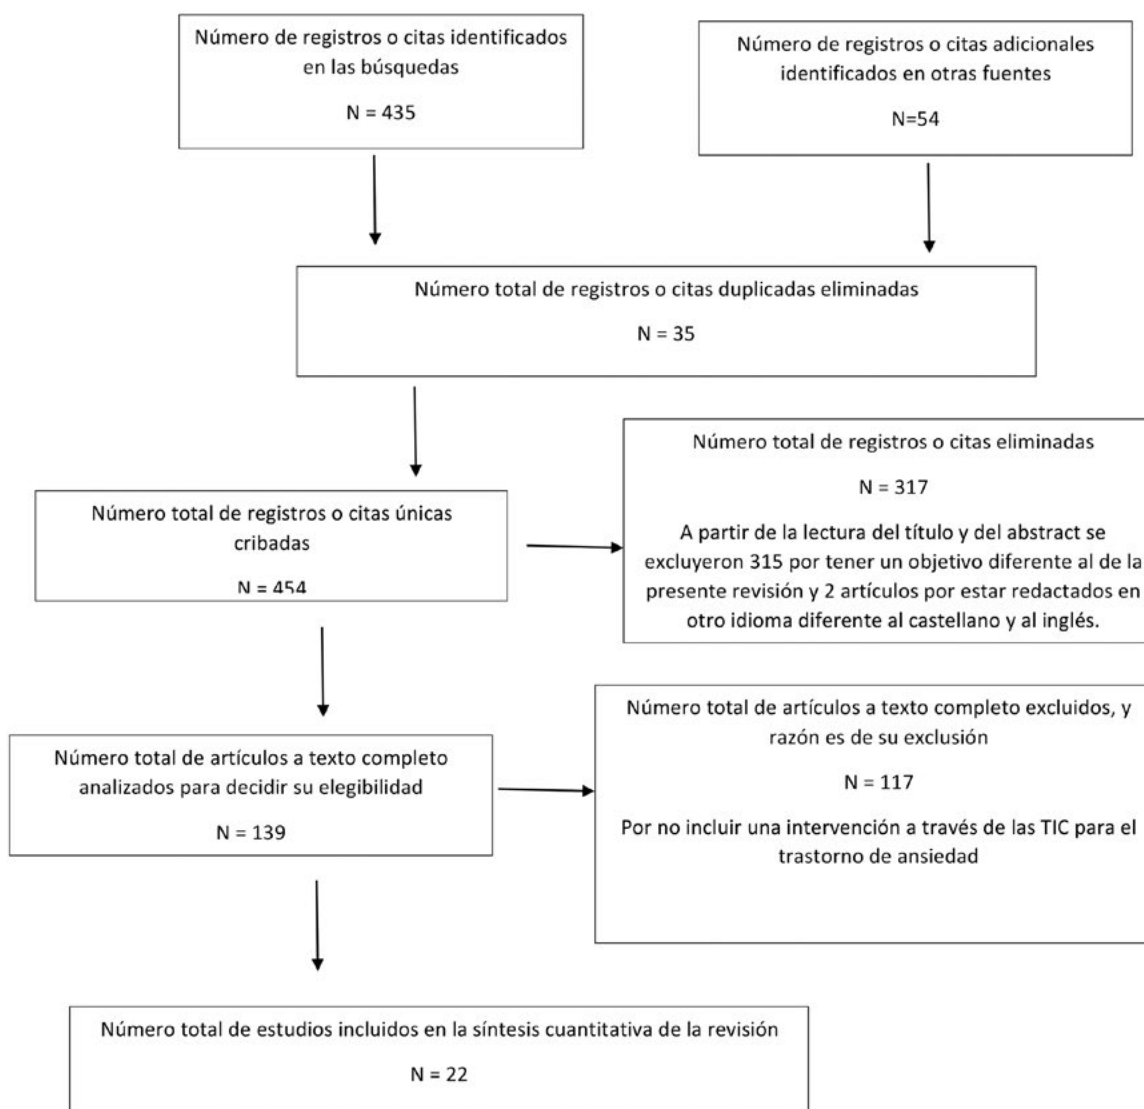 Número de registros o citas identificados
en las búsquedas
N = 435
Número de registros o citas adicionales
identificados en otras fuentes
N=54
Número total de registros o citas duplicadas eliminadas
N = 35
Número total de registros o citas eliminadas
N = 317
A partir de la lectura del título y del abstract se
excluyeron 315 por tener un objetivo diferente al de la
presente revisión y 2 artículos por estar redactados en
otro idioma diferente al castellano y al inglés.
Número total de registros o citas únicas
cribadas
N = 454
Número total de artículos a texto completo excluidos, y
razón es de su exclusión
N = 117
Por no incluir una intervención a través de las TIC para el
trastorno de ansiedad
Número total de artículos a texto completo
analizados para decidir su elegibilidad
N = 139
Número total de estudios incluidos en la síntesis cuantitativa de la revisión
N = 22